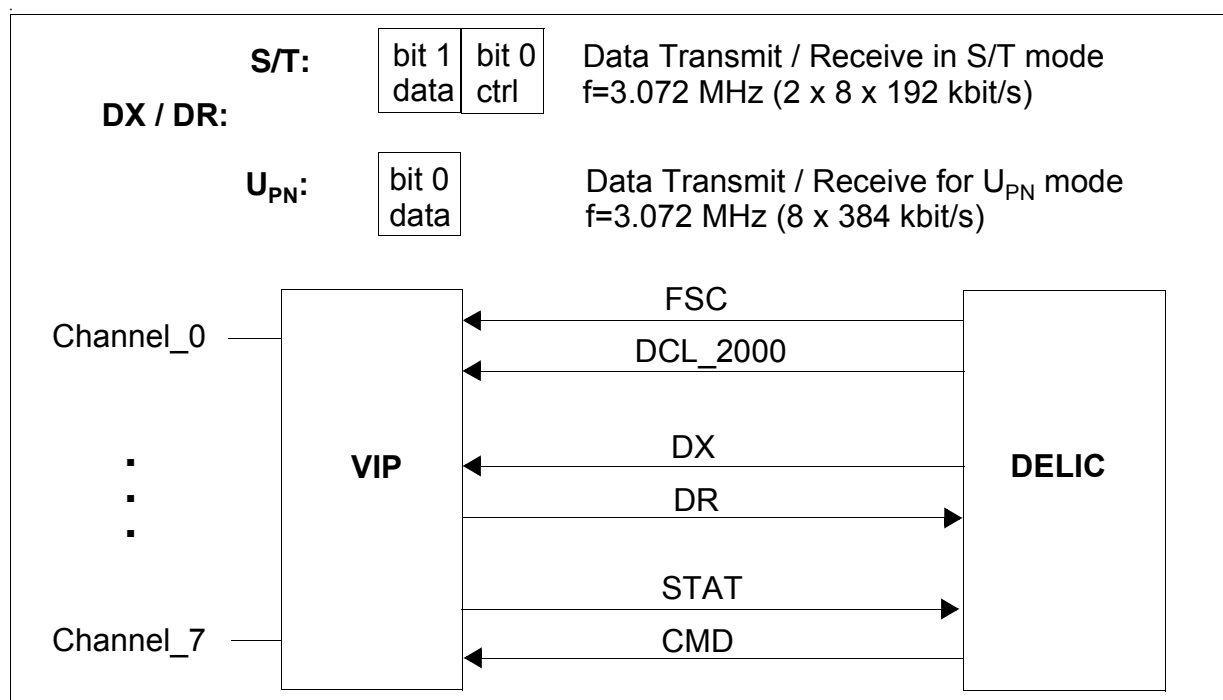 S/T: bit 1 bit 0 Data Transmit / Receive in S/T mode
data ctrl f=3.072 MHz (2 x 8 x 192 kbit/s)
DX / DR:
UPN: bit 0 Data Transmit / Receive for UPN mode
data f=3.072 MHz (8 x 384 kbit/s)
FSC
Channel_0
DCL_2000
DX
VIP
DELIC
DR
STAT
Channel_7
CMD